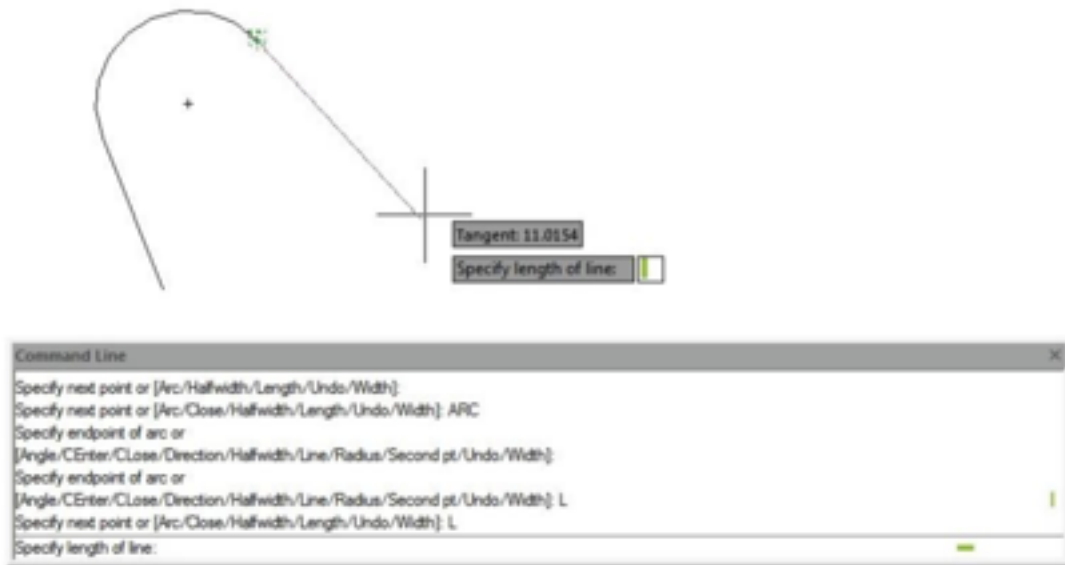 Tangent: 11.0154
Specify length of line:
Command Line
Specify next point or [Arc/Halfwidth/Length/Undo/Width]:
Specify next point or [Arc/Close/Halfwidth/Length/Undo/Width]: ARC
Specify endpoint of arc or
[Angle/CEnter/CLose/Direction/Halfwidth/Line/Radius/Second pt/Undo/Width]:
Specify endpoint of arc or
[Angle/CEnter/CLose/Direction/Halfwidth/Line/Radius/Second pt/Undo/Width]: L
Specify next point or [Arc/Close/Halfwidth/Length/Undo/Width]: L
Specify length of line: